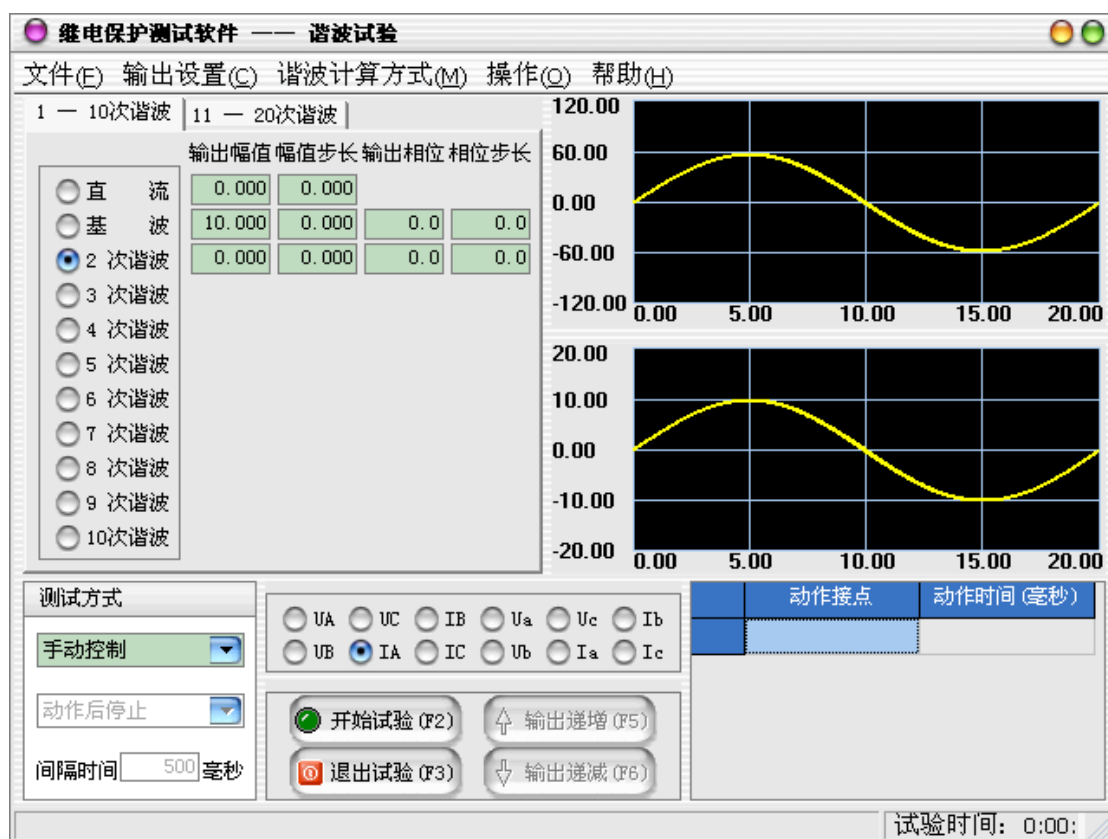 继电保护测试软件 —— 谐波试验
文件(F) 输出设置(C) 谐波计算方式(M) 操作(O) 帮助(H)
1 — 10次谐波 11 — 20次谐波
输出幅值 幅值步长 输出相位 相位步长
直 流 0.000 0.000
基 波 10.000 0.000 0.0 0.0
2 次谐波 0.000 0.000 0.0 0.0
3 次谐波
4 次谐波
5 次谐波
6 次谐波
7 次谐波
8 次谐波
9 次谐波
10次谐波
120.00
60.00
0.00
-60.00
-120.00
0.00 5.00 10.00 15.00 20.00
20.00
10.00
0.00
-10.00
-20.00
0.00 5.00 10.00 15.00 20.00
测试方式
手动控制
动作后停止
间隔时间 500 毫秒
UA UC IB Ua Uc Ib
UB IA IC Ub Ia Ic
开始试验(F2) 输出递增(F5)
退出试验(F3) 输出递减(F6)
动作接点 动作时间(毫秒)
试验时间: 0:00: